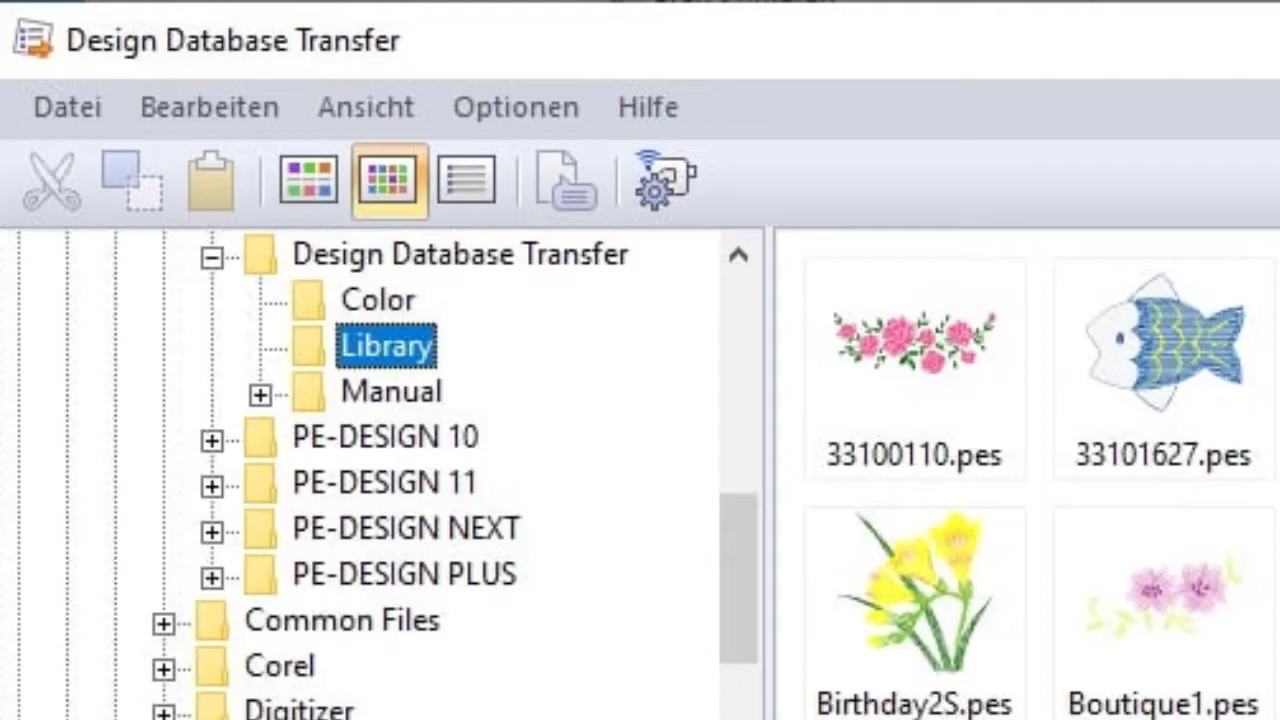 Design Database Transfer
Datei Bearbeiten Ansicht Optionen Hilfe
Design Database Transfer
Color
Library
Manual
PE-DESIGN 10
PE-DESIGN 11
PE-DESIGN NEXT
PE-DESIGN PLUS
Common Files
Corel
Digitizer
33100110.pes 33101627.pes
Birthday2S.pes Boutique1.pes